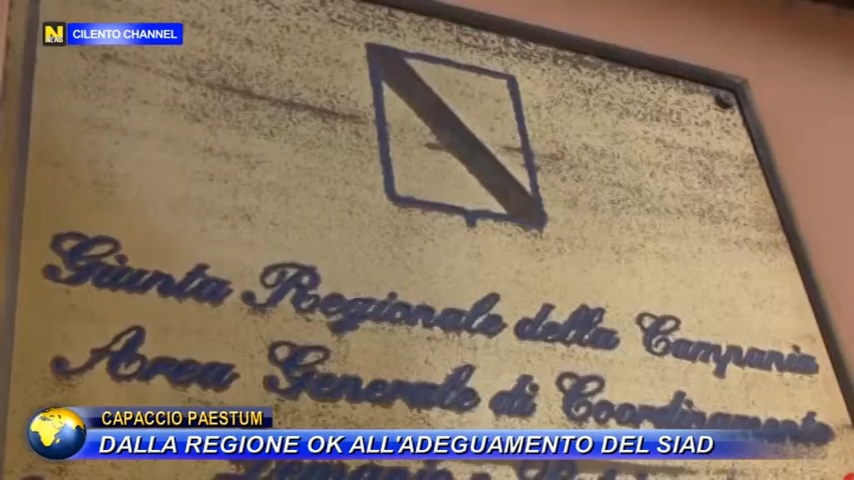 CILENTO CHANNEL
Giunta Regionale della Campania
Area Generale di Coordinamento
CAPACCIO PAESTUM
DALLA REGIONE OK ALL'ADEGUAMENTO DEL SIAD